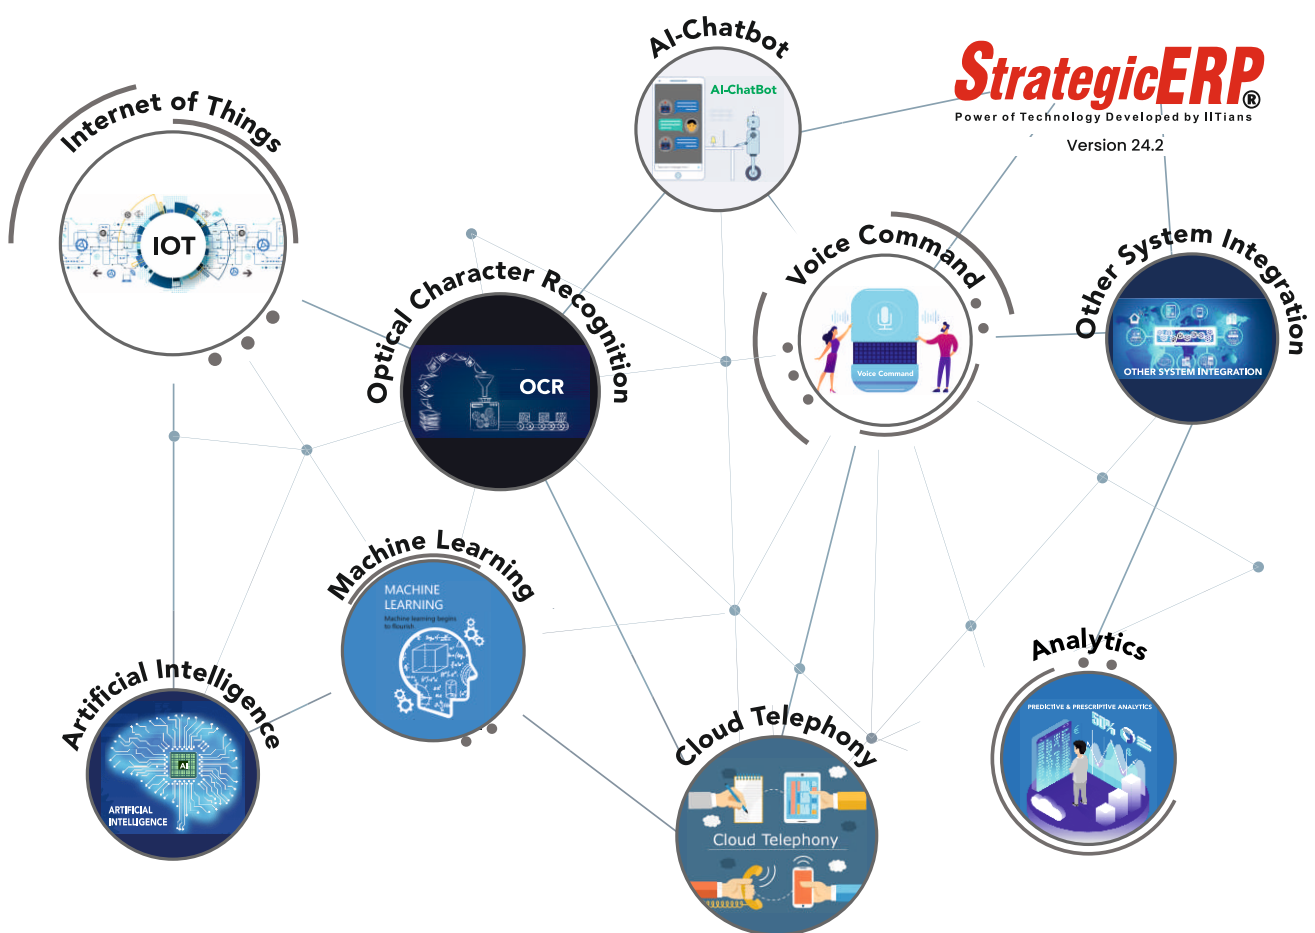 AI-Chatbot
AI-ChatBot
StrategicERP®
Power of Technology Developed by IITians
Version 24.2
Internet of Things
IOT
Optical Character Recognition
OCR
Voice Command
Voice Command
Other System Integration
OTHER SYSTEM INTEGRATION
Machine Learning
MACHINE
LEARNING
Machine learning begins
to flourish
Artificial Intelligence
AI
ARTIFICIAL
INTELLIGENCE
Cloud Telephony
Cloud Telephony
Analytics
PREDICTIVE & PRESCRIPTIVE ANALYTICS
50%